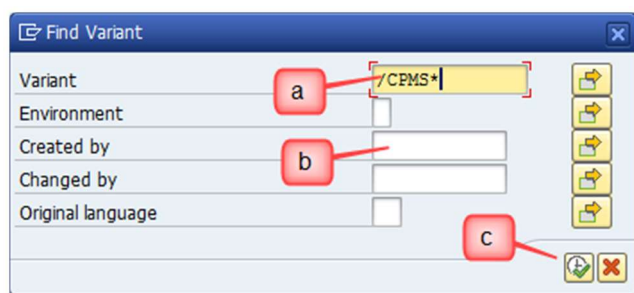 Find Variant
Variant /CPMS*
a
Environment
Created by
b
Changed by
Original language
c